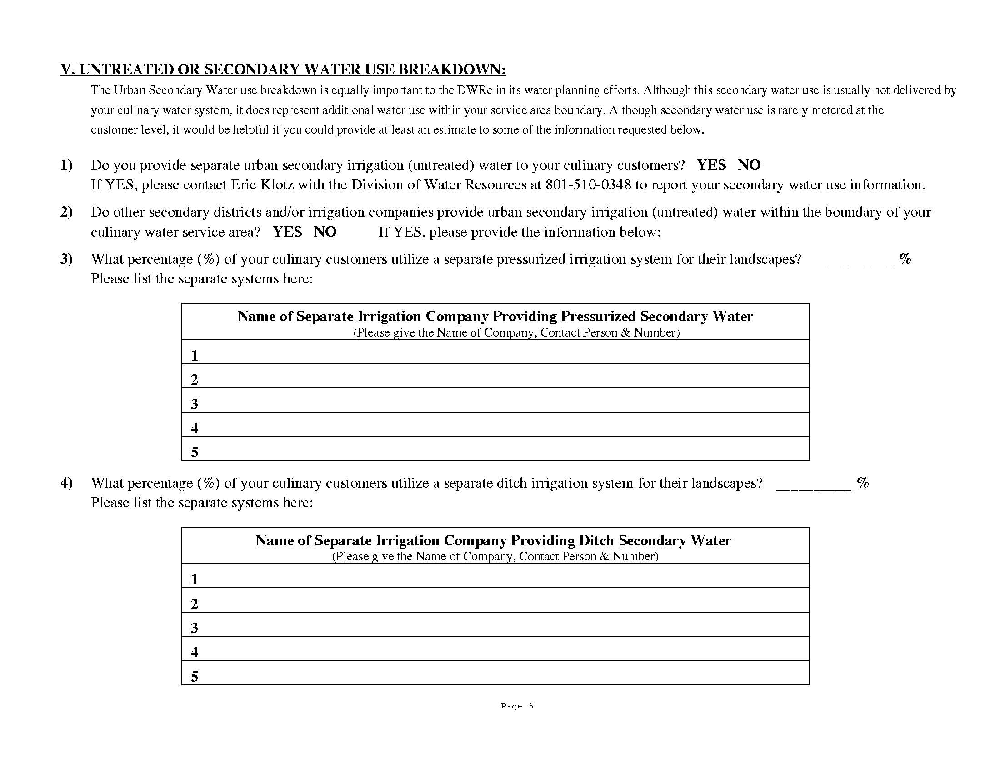 V. UNTREATED OR SECONDARY WATER USE BREAKDOWN:
The Urban Secondary Water use breakdown is equally important to the DWRe in its water planning efforts. Although this secondary water use is usually not delivered by
your culinary water system, it does represent additional water use within your service area boundary. Although secondary water use is rarely metered at the
customer level, it would be helpful if you could provide at least an estimate to some of the information requested below.
1) Do you provide separate urban secondary irrigation (untreated) water to your culinary customers? YES NO
If YES, please contact Eric Klotz with the Division of Water Resources at 801-510-0348 to report your secondary water use information.
2) Do other secondary districts and/or irrigation companies provide urban secondary irrigation (untreated) water within the boundary of your
culinary water service area? YES NO If YES, please provide the information below:
3) What percentage (%) of your culinary customers utilize a separate pressurized irrigation system for their landscapes? __________ %
Please list the separate systems here:
Name of Separate Irrigation Company Providing Pressurized Secondary Water
(Please give the Name of Company, Contact Person & Number)
1
2
3
4
5
4) What percentage (%) of your culinary customers utilize a separate ditch irrigation system for their landscapes? __________ %
Please list the separate systems here:
Name of Separate Irrigation Company Providing Ditch Secondary Water
(Please give the Name of Company, Contact Person & Number)
1
2
3
4
5
Page 6